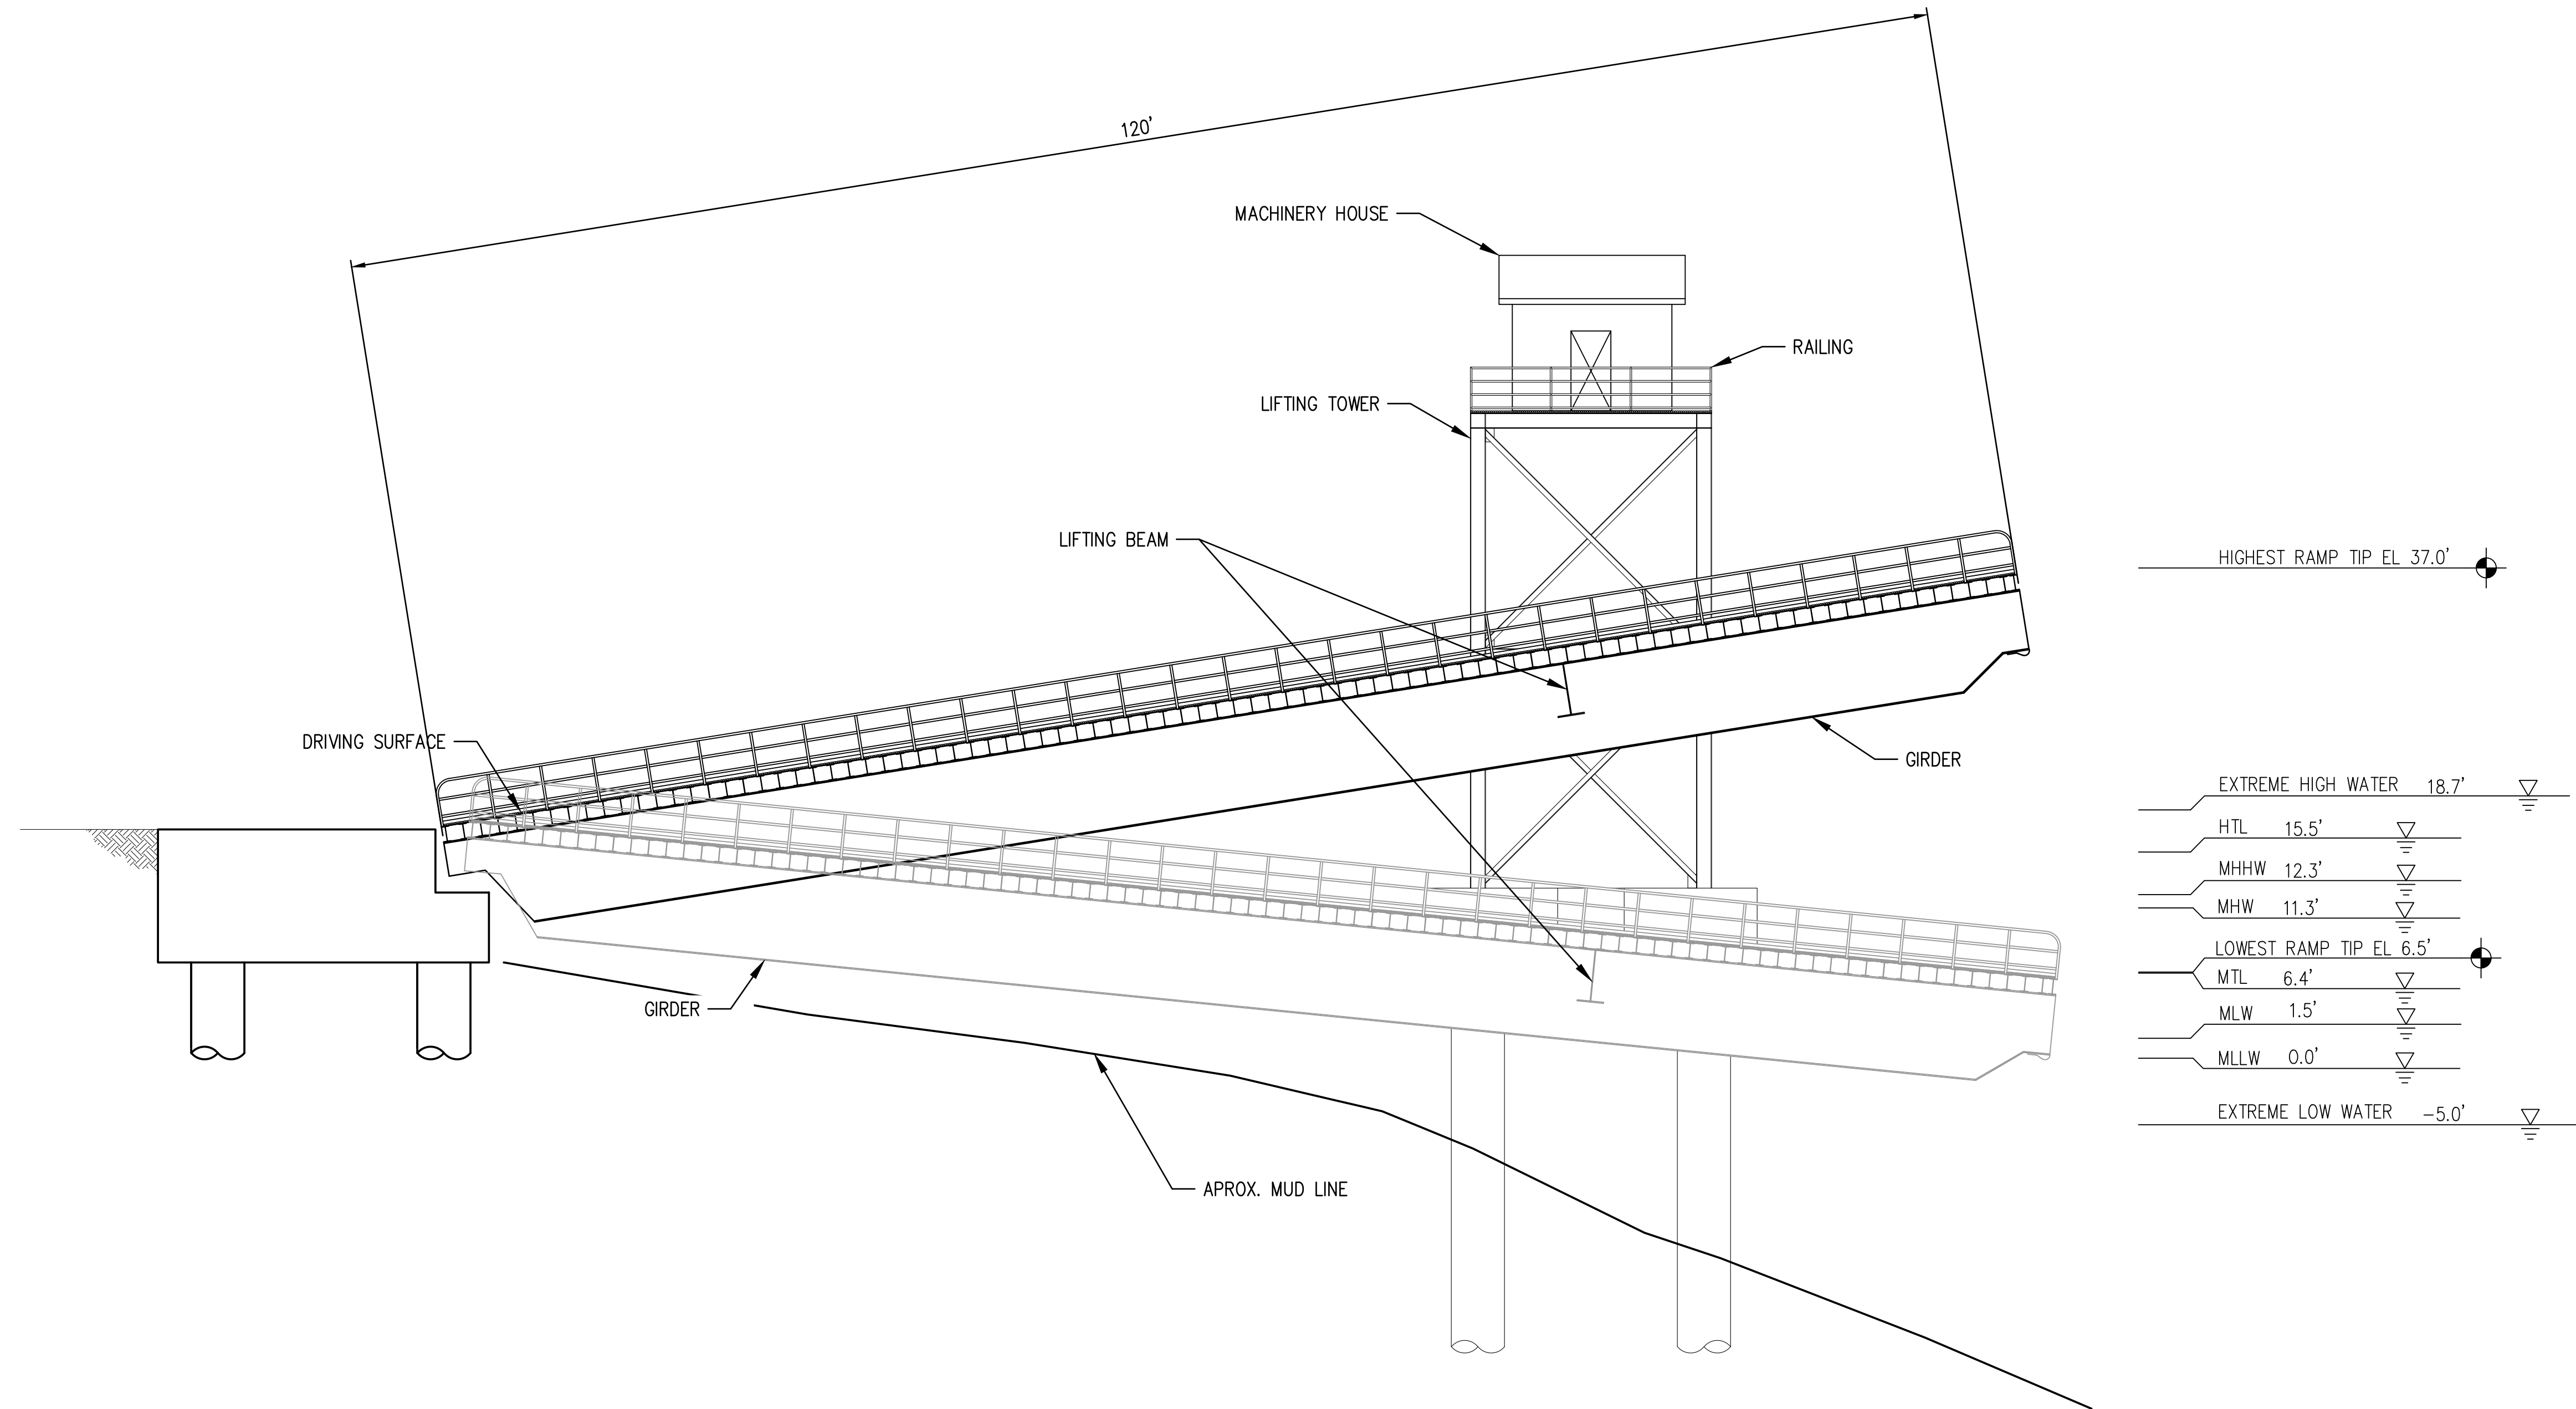 120'
MACHINERY HOUSE
RAILING
LIFTING TOWER
LIFTING BEAM
HIGHEST RAMP TIP EL 37.0'
DRIVING SURFACE
GIRDER
EXTREME HIGH WATER 18.7'
HTL 15.5'
MHHW 12.3'
MHW 11.3'
LOWEST RAMP TIP EL 6.5'
MTL 6.4'
GIRDER
MLW 1.5'
MLLW 0.0'
EXTREME LOW WATER -5.0'
APROX. MUD LINE